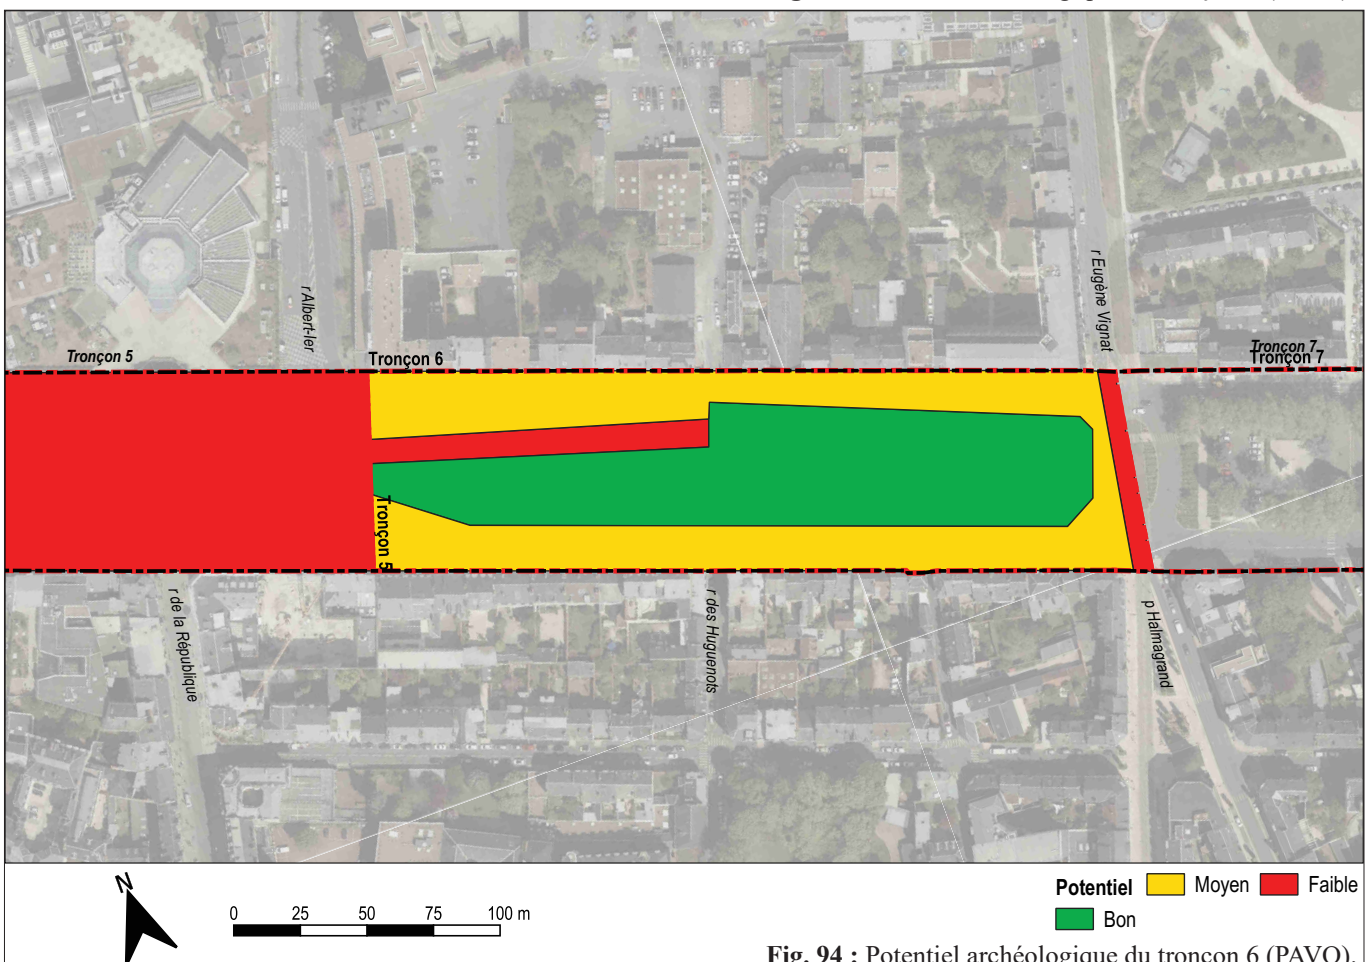 r Albert-Ier
r Eugène Vignat
Tronçon 5
Tronçon 6
Tronçon 7
Tronçon 7
Tronçon 5
r de la République
r des Huguenots
p Halmagrand
N
0 25 50 75 100 m
Potentiel Moyen Faible
Bon
Fig. 94 : Potentiel archéologique du tronçon 6 (PAVO).